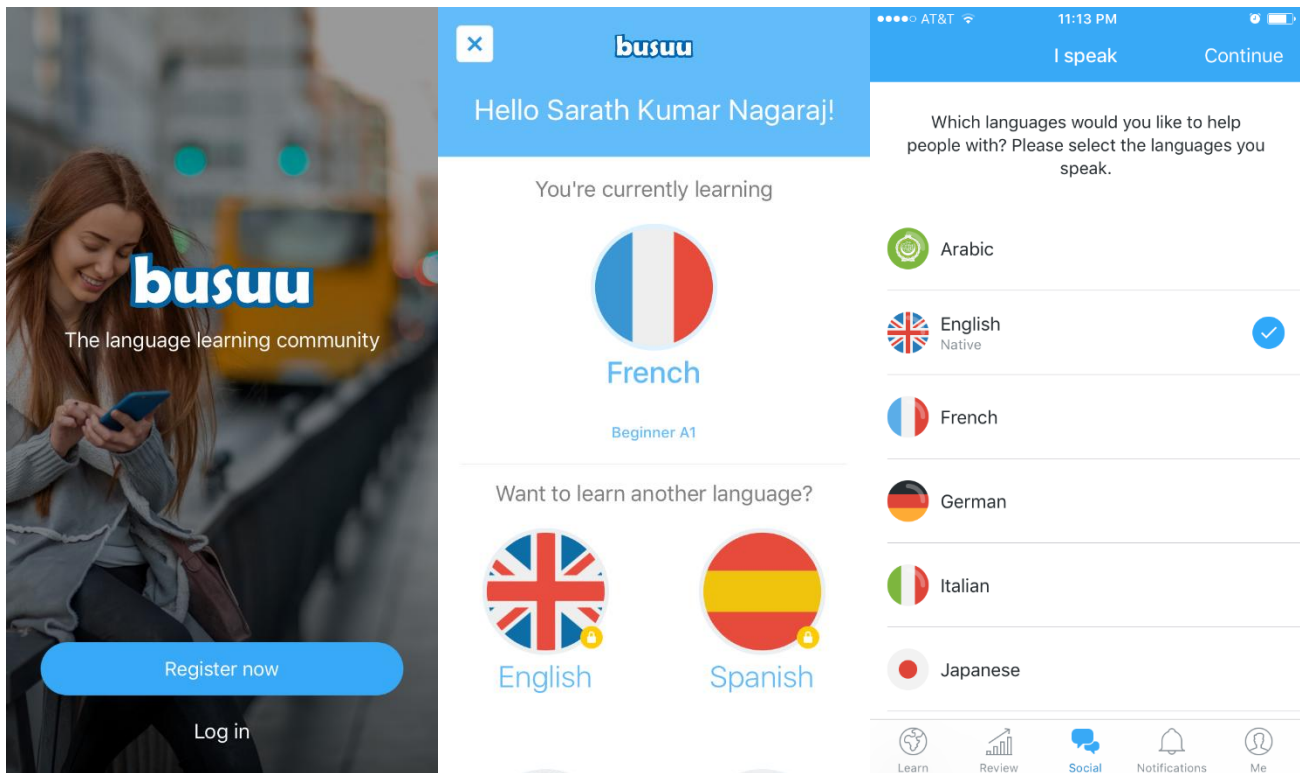 busuu
The language learning community
Register now
Log in
busuu
Hello Sarath Kumar Nagaraj!
You're currently learning
French
Beginner A1
Want to learn another language?
English
Spanish
AT&T
11:13 PM
I speak
Continue
Which languages would you like to help
people with? Please select the languages you
speak.
Arabic
English
Native
French
German
Italian
Japanese
Learn
Review
Social
Notifications
Me